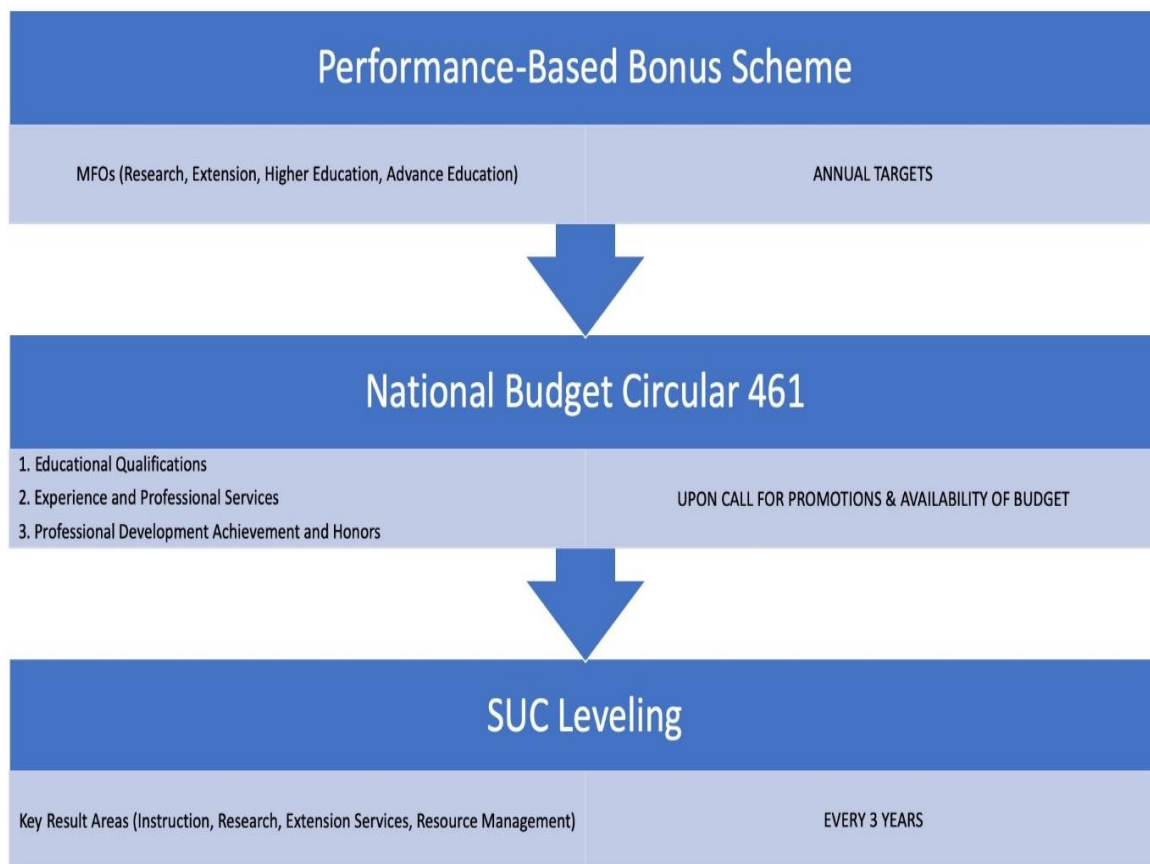 Performance-Based Bonus Scheme
MFOs (Research, Extension, Higher Education, Advance Education)
ANNUAL TARGETS
National Budget Circular 461
1. Educational Qualifications
2. Experience and Professional Services
3. Professional Development Achievement and Honors
UPON CALL FOR PROMOTIONS & AVAILABILITY OF BUDGET
SUC Leveling
Key Result Areas (Instruction, Research, Extension Services, Resource Management)
EVERY 3 YEARS